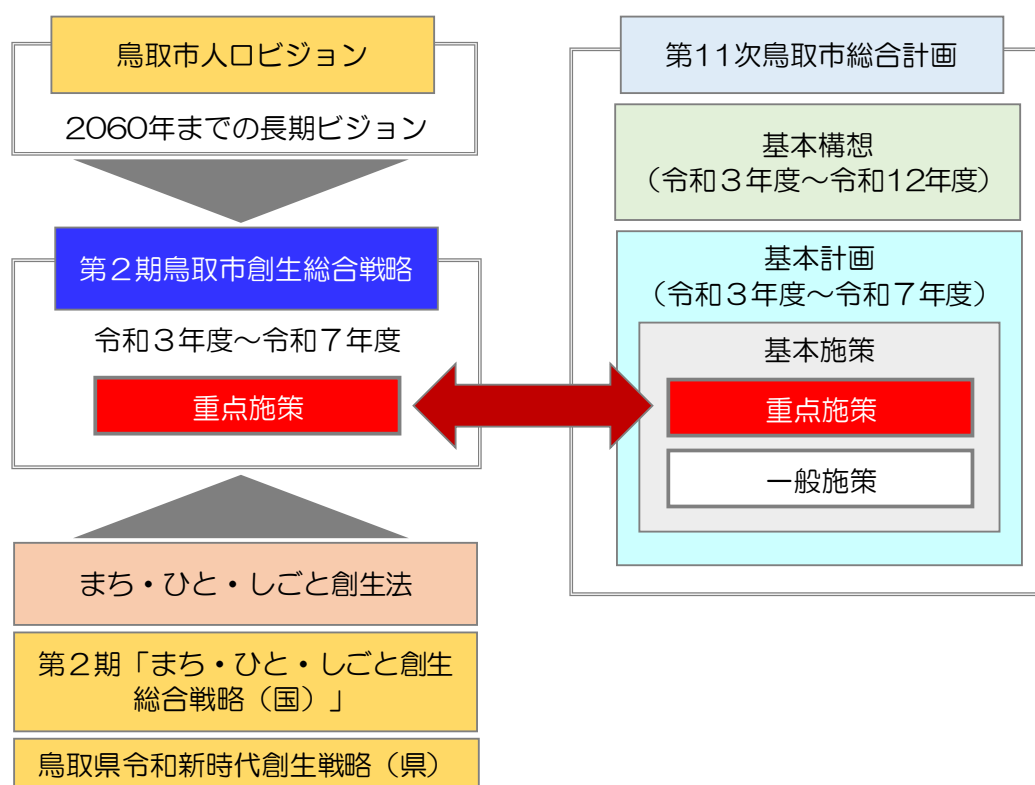 鳥取市人口ビジョン
2060年までの長期ビジョン
第２期鳥取市創生総合戦略
令和３年度～令和７年度
重点施策
まち・ひと・しごと創生法
第２期「まち・ひと・しごと創生
総合戦略（国）」
鳥取県令和新時代創生戦略（県）
第11次鳥取市総合計画
基本構想
（令和３年度～令和12年度）
基本計画
（令和３年度～令和７年度）
基本施策
重点施策
一般施策